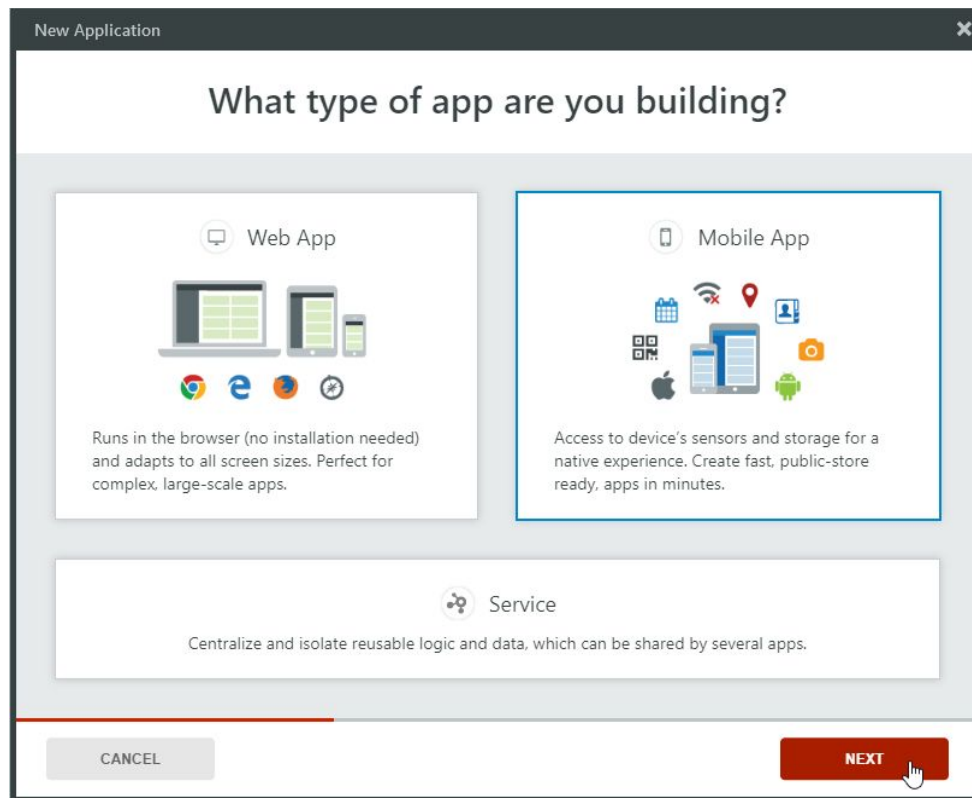 New Application
What type of app are you building?
Web App
Runs in the browser (no installation needed)
and adapts to all screen sizes. Perfect for
complex, large-scale apps.
Mobile App
Access to device's sensors and storage for a
native experience. Create fast, public-store
ready, apps in minutes.
Service
Centralize and isolate reusable logic and data, which can be shared by several apps.
CANCEL
NEXT